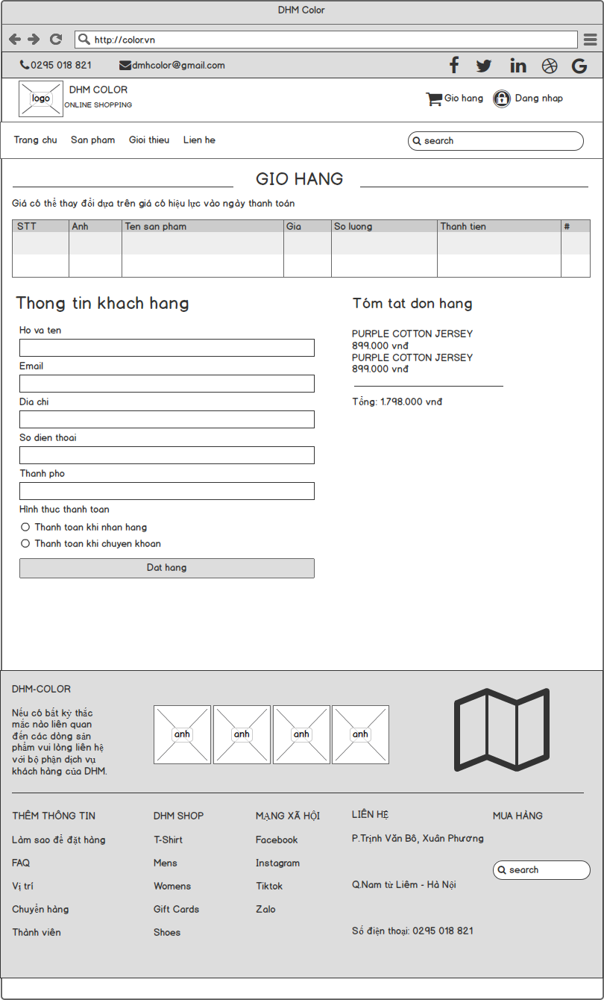 DHM Color
http://color.vn
0295 018 821 dmhcolor@gmail.com
logo
DHM COLOR
ONLINE SHOPPING
Gio hang Dang nhap
Trang chu San pham Gioi thieu Lien he search
GIO HANG
Giá có thể thay đổi dựa trên giá có hiệu lực vào ngày thanh toán
STT Anh Ten san pham Gia So luong Thanh tien #
Thong tin khach hang
Ho va ten
Email
Dia chi
So dien thoai
Thanh pho
Hinh thuc thanh toan
Thanh toan khi nhan hang
Thanh toan khi chuyen khoan
Dat hang
Tóm tat don hang
PURPLE COTTON JERSEY
899.000 vnđ
PURPLE COTTON JERSEY
899.000 vnđ
Tổng: 1.798.000 vnđ
DHM-COLOR
Nếu có bất kỳ thắc
mắc nào liên quan
đến các dòng sản
phẩm vui lòng liên hệ
với bộ phận dịch vụ
khách hàng của DHM.
anh anh anh anh
THÊM THÔNG TIN
Làm sao để đặt hàng
FAQ
Vị trí
Chuyển hàng
Thành viên
DHM SHOP
T-Shirt
Mens
Womens
Gift Cards
Shoes
MẠNG XÃ HỘI
Facebook
Instagram
Tiktok
Zalo
LIÊN HỆ
P.Trịnh Văn Bô, Xuân Phương
Q.Nam từ Liêm - Hà Nội
Số điện thoại: 0295 018 821
MUA HÀNG
search